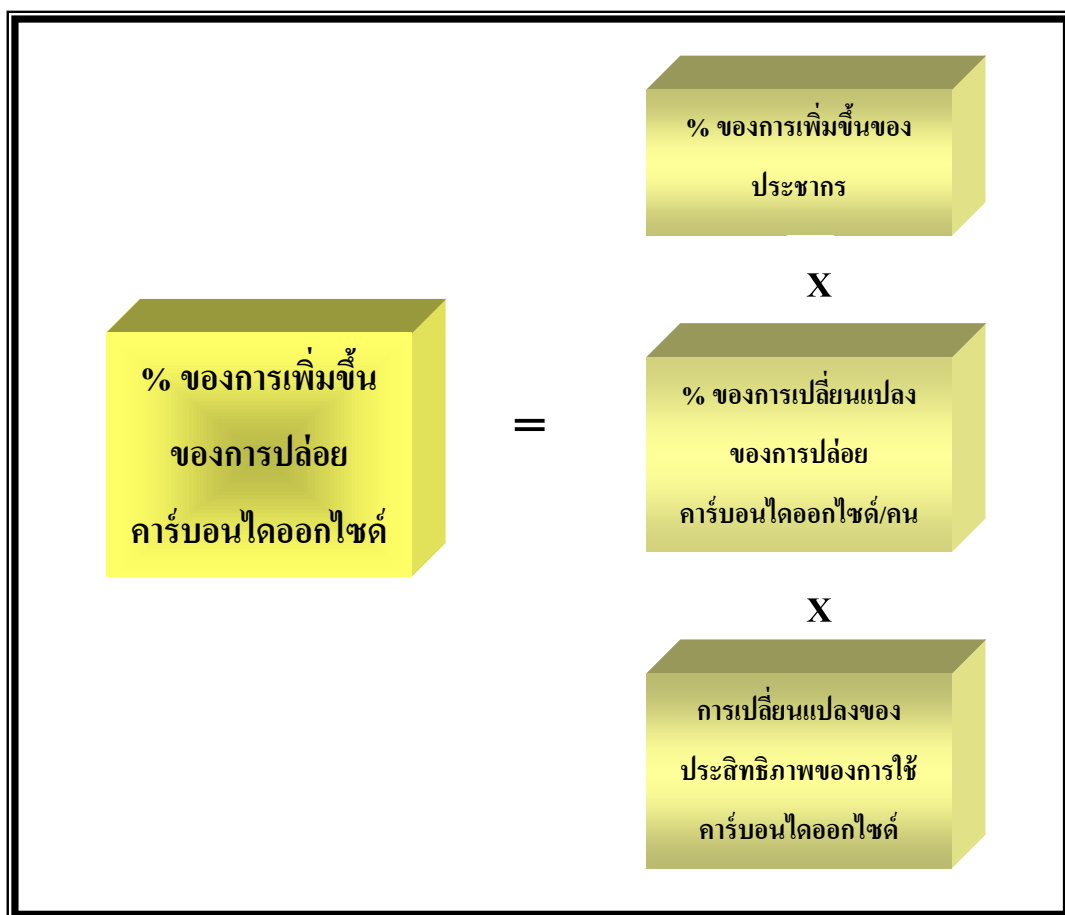 % ของการเพิ่มขึ้นของ
ประชากร
X
% ของการเพิ่มขึ้น
ของการปล่อย
คาร์บอนไดออกไซด์
=
% ของการเปลี่ยนแปลง
ของการปล่อย
คาร์บอนไดออกไซด์/คน
X
การเปลี่ยนแปลงของ
ประสิทธิภาพของการใช้
คาร์บอนไดออกไซด์